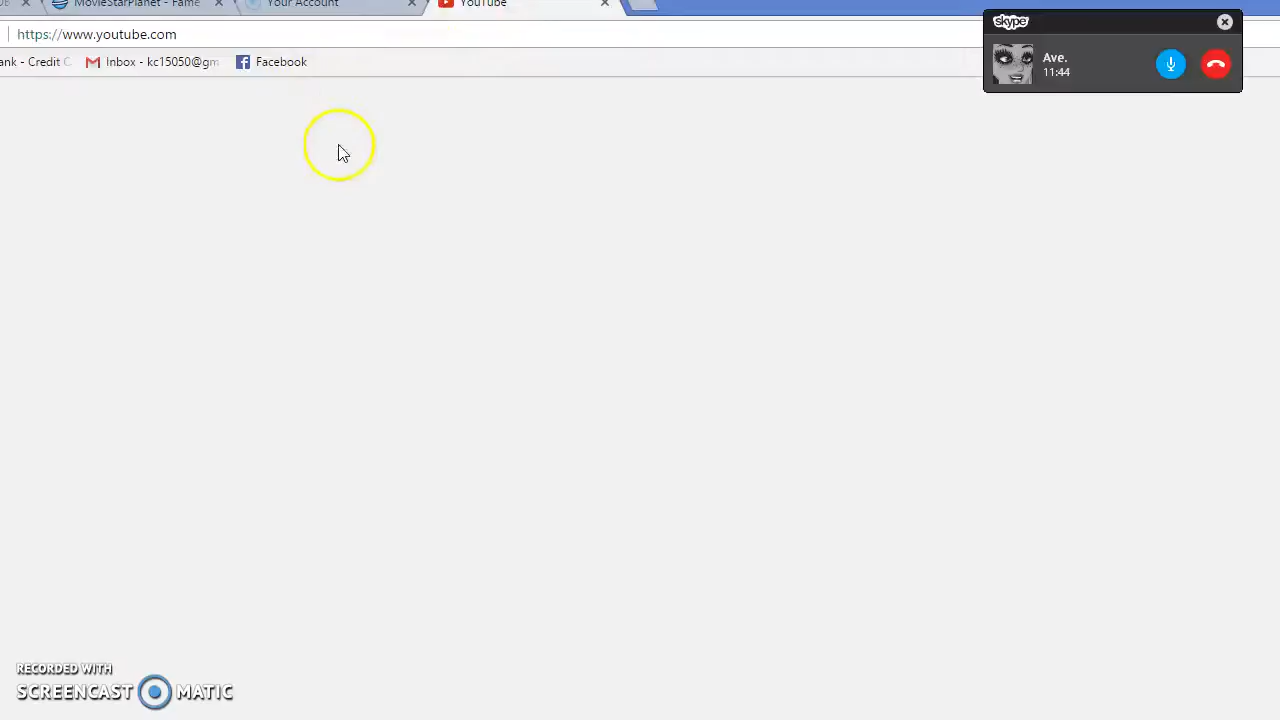 MovieStarPlanet - Fame
Your Account
YouTube
https://www.youtube.com
ank - Credit C
Inbox - kc15050@gm
Facebook
skype
Ave.
11:44
RECORDED WITH
SCREENCAST MATIC